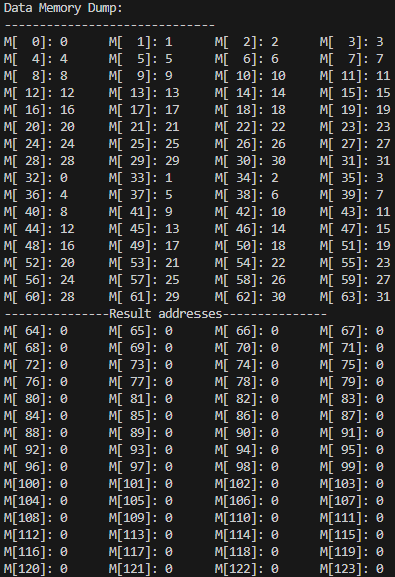 Data Memory Dump:
-----------------------------
M[  0]: 0     M[  1]: 1     M[  2]: 2     M[  3]: 3
M[  4]: 4     M[  5]: 5     M[  6]: 6     M[  7]: 7
M[  8]: 8     M[  9]: 9     M[ 10]: 10    M[ 11]: 11
M[ 12]: 12    M[ 13]: 13    M[ 14]: 14    M[ 15]: 15
M[ 16]: 16    M[ 17]: 17    M[ 18]: 18    M[ 19]: 19
M[ 20]: 20    M[ 21]: 21    M[ 22]: 22    M[ 23]: 23
M[ 24]: 24    M[ 25]: 25    M[ 26]: 26    M[ 27]: 27
M[ 28]: 28    M[ 29]: 29    M[ 30]: 30    M[ 31]: 31
M[ 32]: 0     M[ 33]: 1     M[ 34]: 2     M[ 35]: 3
M[ 36]: 4     M[ 37]: 5     M[ 38]: 6     M[ 39]: 7
M[ 40]: 8     M[ 41]: 9     M[ 42]: 10    M[ 43]: 11
M[ 44]: 12    M[ 45]: 13    M[ 46]: 14    M[ 47]: 15
M[ 48]: 16    M[ 49]: 17    M[ 50]: 18    M[ 51]: 19
M[ 52]: 20    M[ 53]: 21    M[ 54]: 22    M[ 55]: 23
M[ 56]: 24    M[ 57]: 25    M[ 58]: 26    M[ 59]: 27
M[ 60]: 28    M[ 61]: 29    M[ 62]: 30    M[ 63]: 31
---------------Result addresses---------------
M[ 64]: 0     M[ 65]: 0     M[ 66]: 0     M[ 67]: 0
M[ 68]: 0     M[ 69]: 0     M[ 70]: 0     M[ 71]: 0
M[ 72]: 0     M[ 73]: 0     M[ 74]: 0     M[ 75]: 0
M[ 76]: 0     M[ 77]: 0     M[ 78]: 0     M[ 79]: 0
M[ 80]: 0     M[ 81]: 0     M[ 82]: 0     M[ 83]: 0
M[ 84]: 0     M[ 85]: 0     M[ 86]: 0     M[ 87]: 0
M[ 88]: 0     M[ 89]: 0     M[ 90]: 0     M[ 91]: 0
M[ 92]: 0     M[ 93]: 0     M[ 94]: 0     M[ 95]: 0
M[ 96]: 0     M[ 97]: 0     M[ 98]: 0     M[ 99]: 0
M[100]: 0     M[101]: 0     M[102]: 0     M[103]: 0
M[104]: 0     M[105]: 0     M[106]: 0     M[107]: 0
M[108]: 0     M[109]: 0     M[110]: 0     M[111]: 0
M[112]: 0     M[113]: 0     M[114]: 0     M[115]: 0
M[116]: 0     M[117]: 0     M[118]: 0     M[119]: 0
M[120]: 0     M[121]: 0     M[122]: 0     M[123]: 0